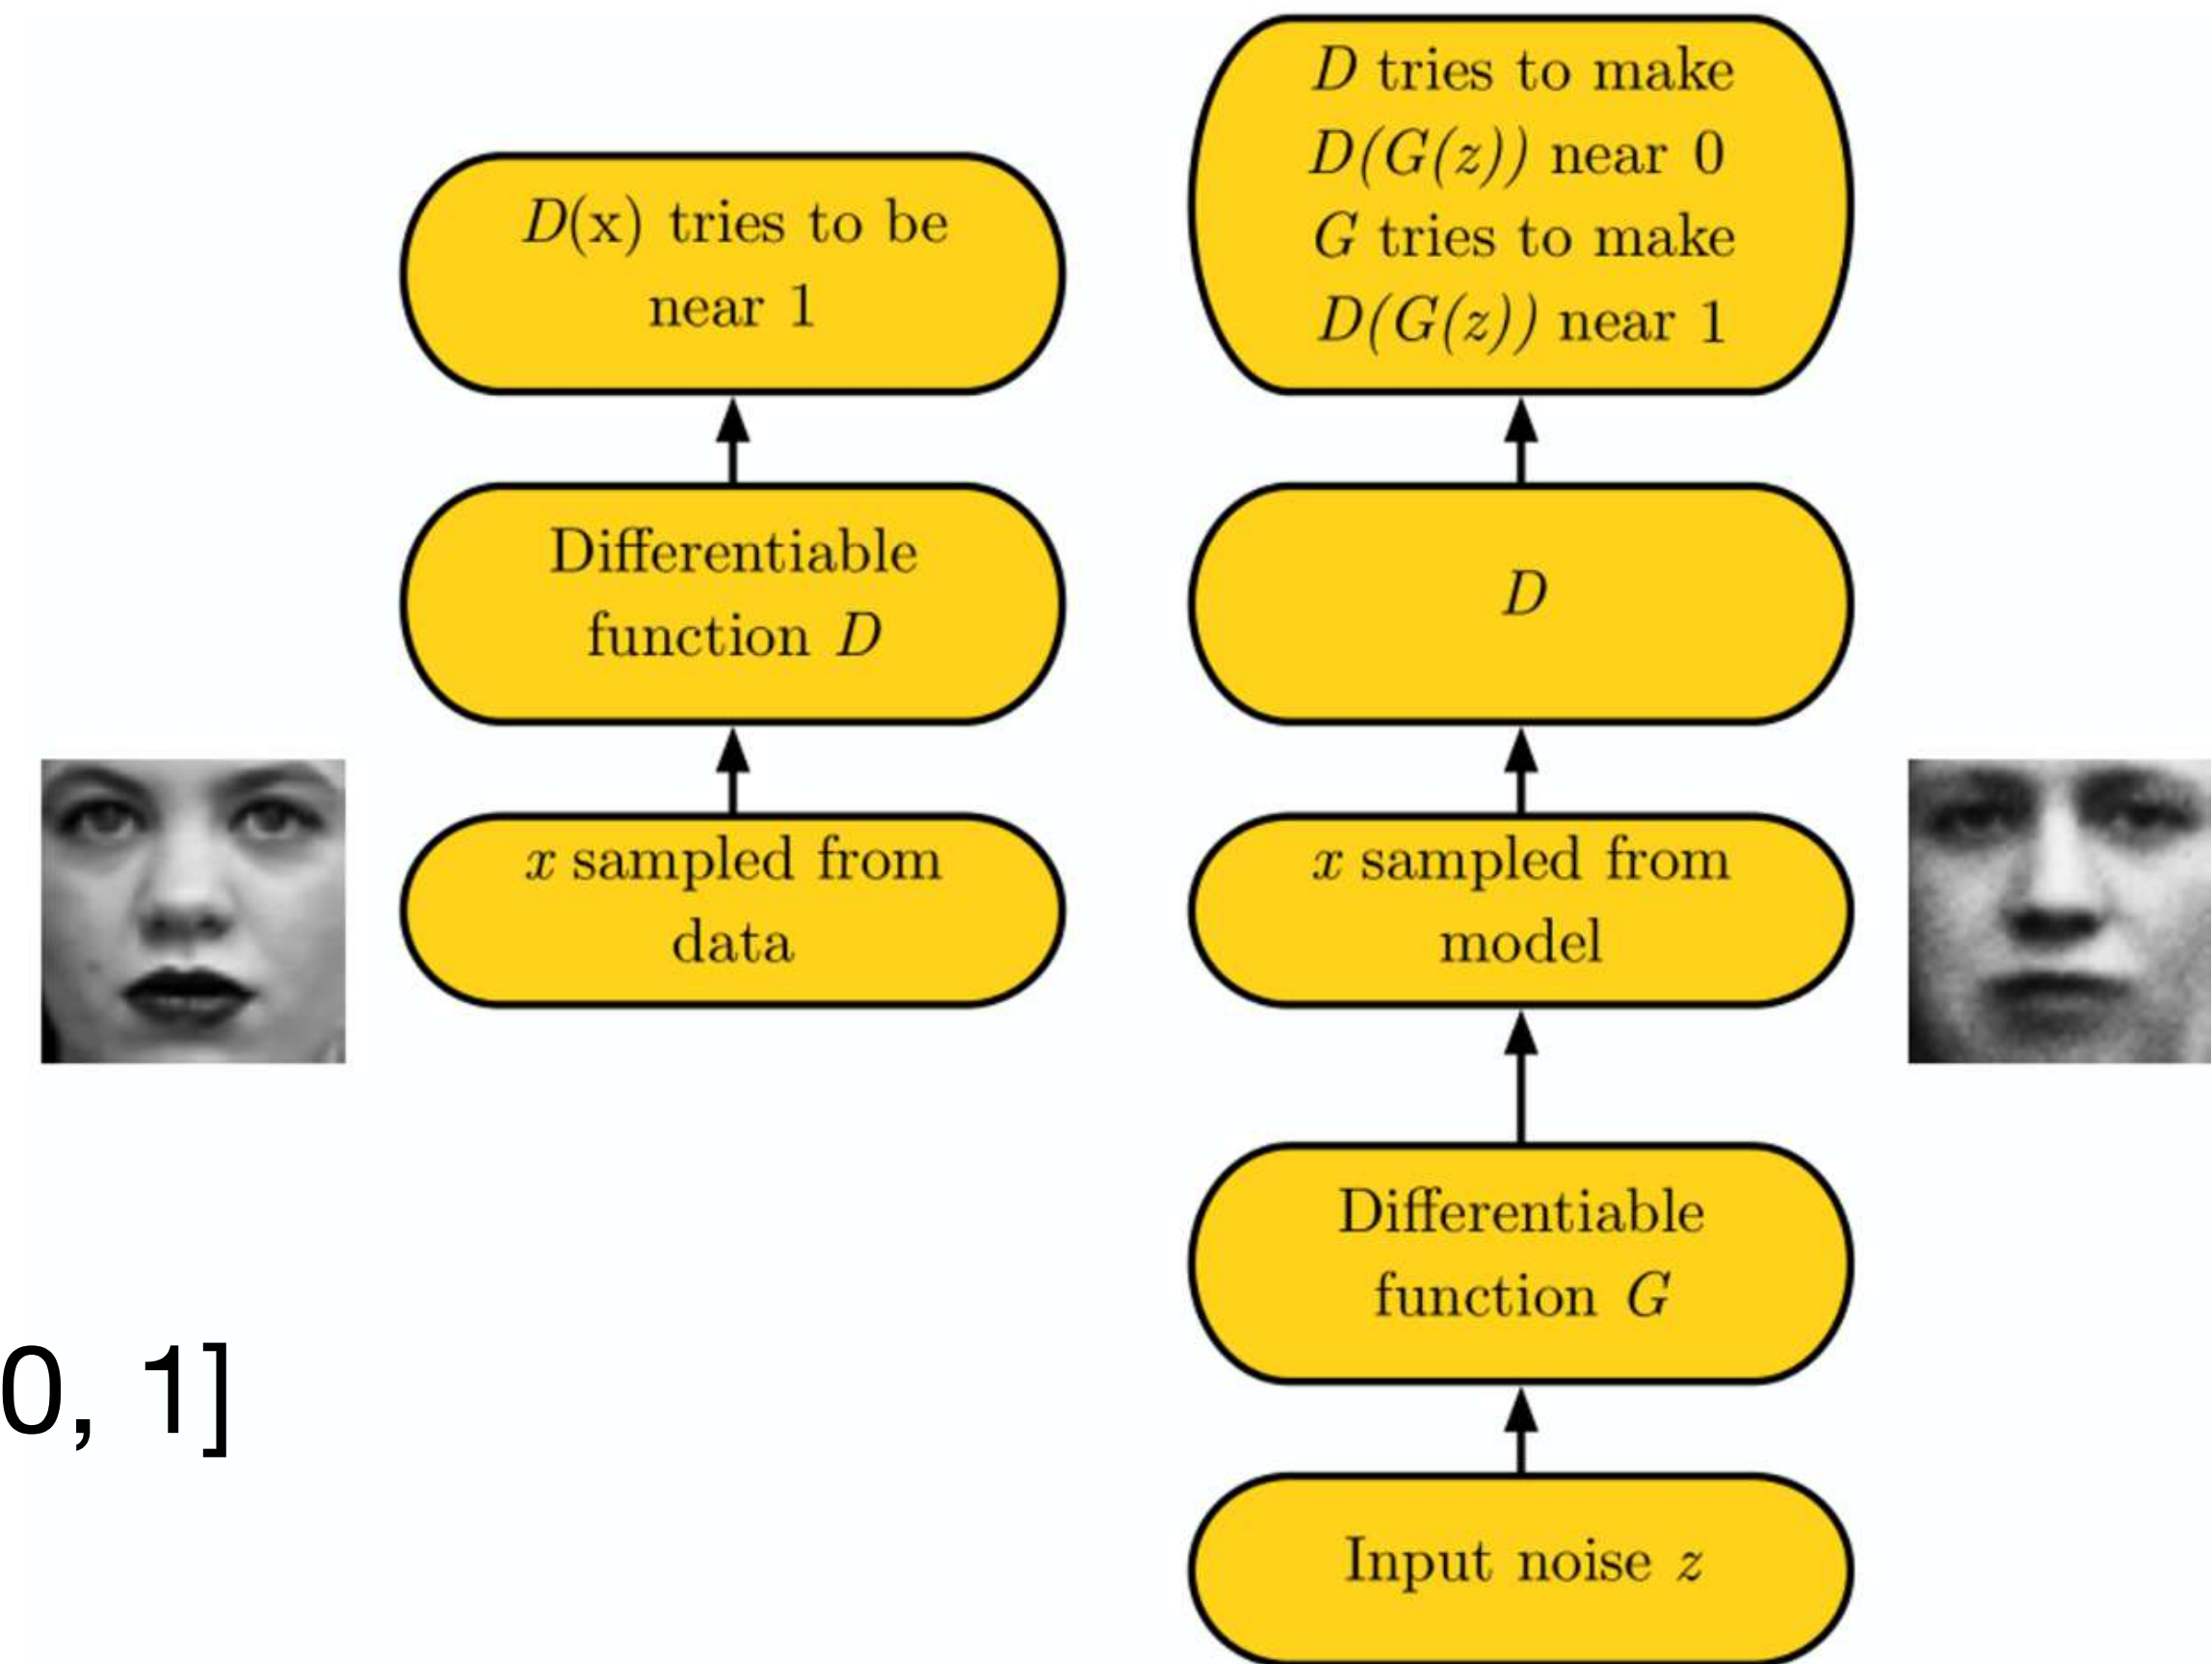 D(x) tries to be
near 1
Differentiable
function D
x sampled from
data
D tries to make
D(G(z)) near 0
G tries to make
D(G(z)) near 1
D
x sampled from
model
Differentiable
function G
Input noise z
0, 1]